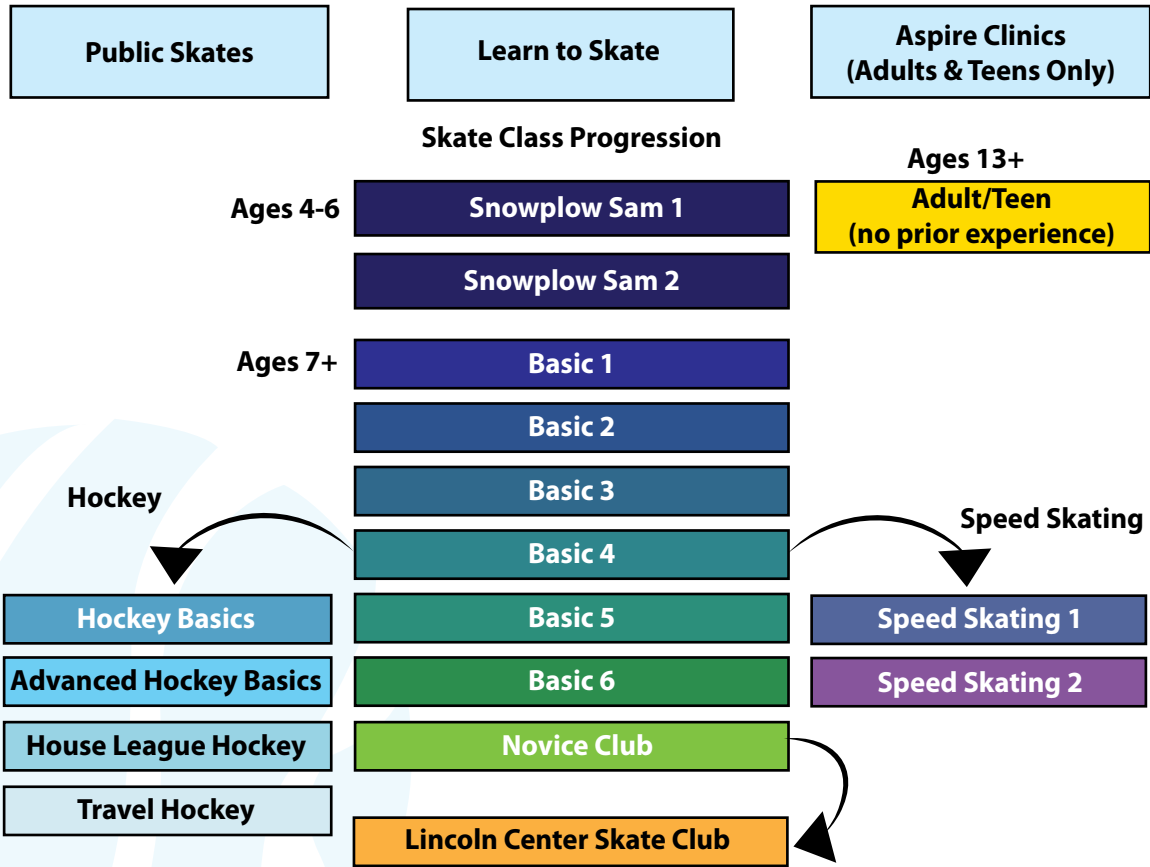 Public Skates
Learn to Skate
Aspire Clinics
(Adults & Teens Only)
Skate Class Progression
Ages 13+
Adult/Teen
(no prior experience)
Ages 4-6
Snowplow Sam 1
Snowplow Sam 2
Ages 7+
Basic 1
Basic 2
Basic 3
Hockey
Speed Skating
Basic 4
Hockey Basics
Basic 5
Speed Skating 1
Advanced Hockey Basics
Basic 6
Speed Skating 2
House League Hockey
Novice Club
Travel Hockey
Lincoln Center Skate Club